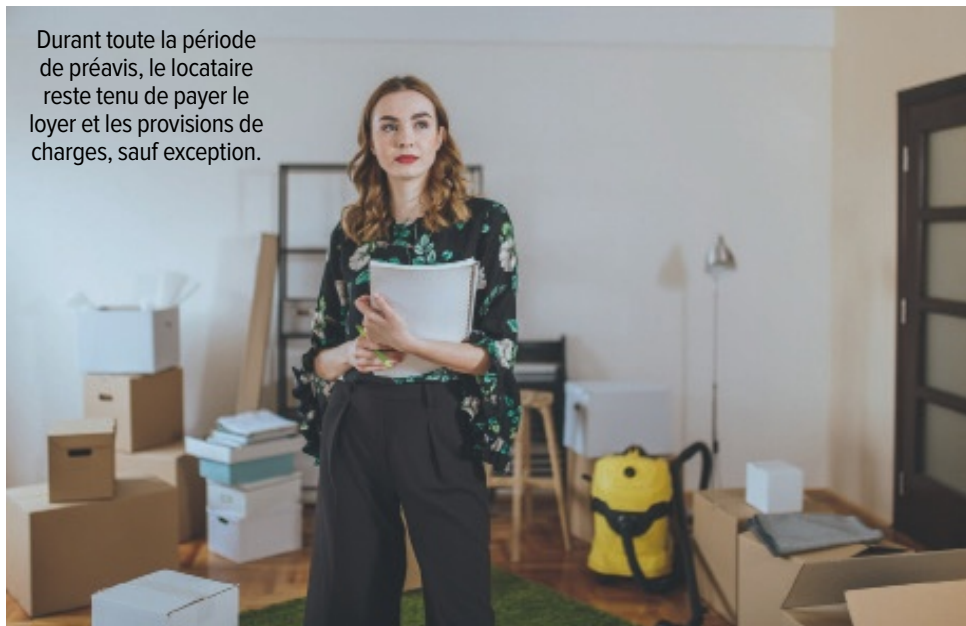 Durant toute la période
de préavis, le locataire
reste tenu de payer le
loyer et les provisions de
charges, sauf exception.